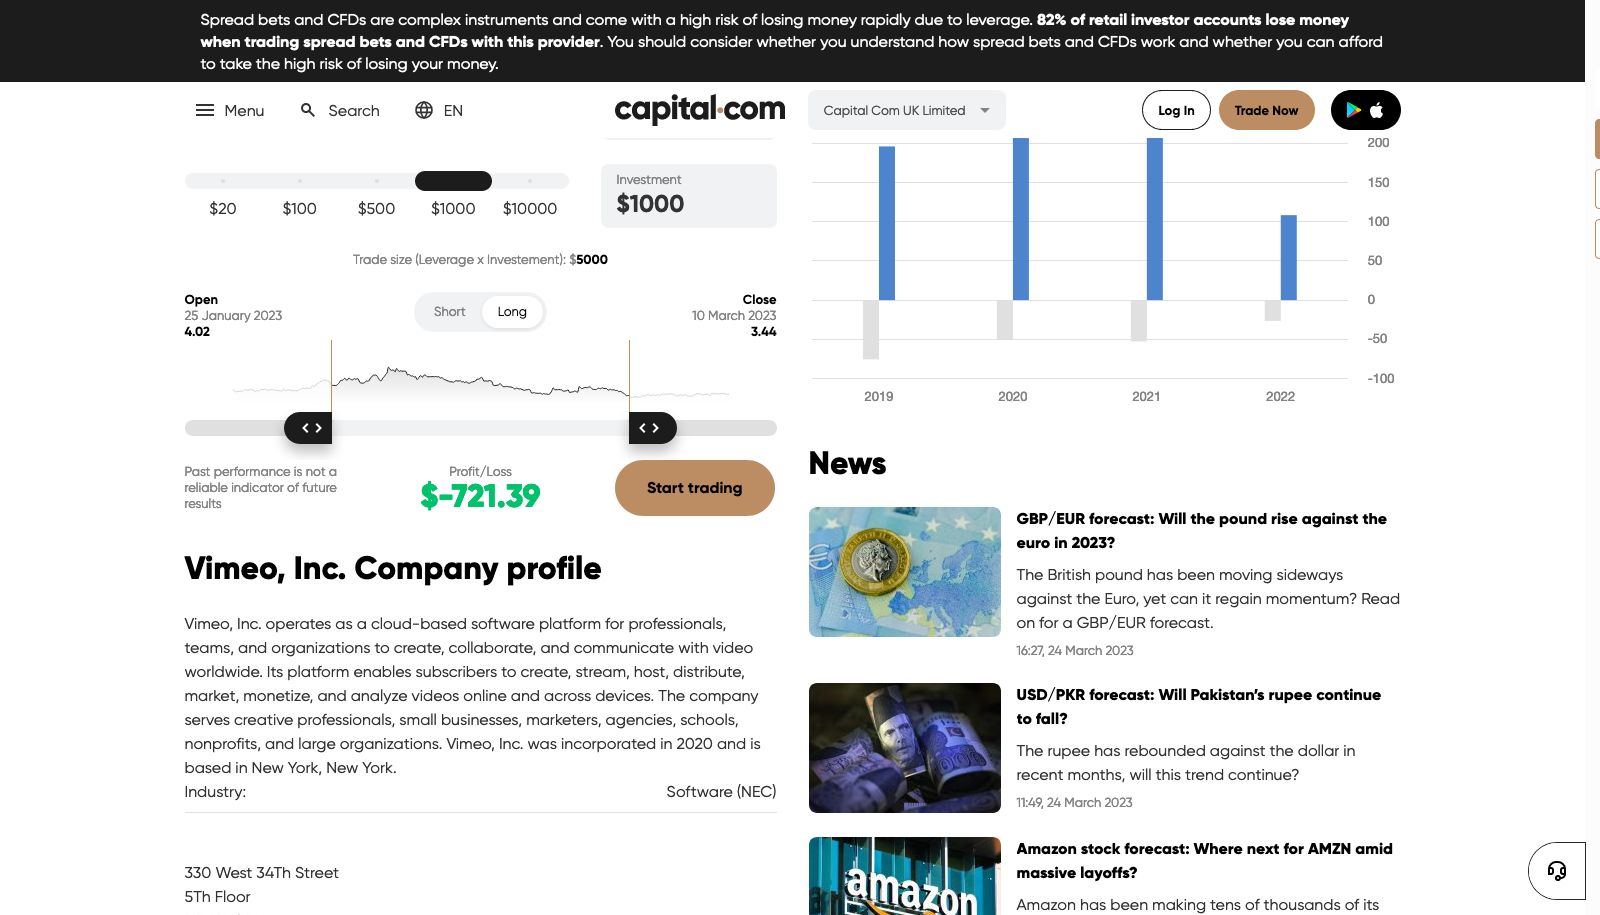 Spread bets and CFDs are complex instruments and come with a high risk of losing money rapidly due to leverage. 82% of retail investor accounts lose money
when trading spread bets and CFDs with this provider. You should consider whether you understand how spread bets and CFDs work and whether you can afford
to take the high risk of losing your money.
Menu
Search
EN
capital.com
Capital Com UK Limited
Log In
Trade Now
$20
$100
$500
$1000
$10000
Investment
$1000
Trade size (Leverage x Investement): $5000
Open
25 January 2023
4.02
Short
Long
Close
10 March 2023
3.44
Past performance is not a
reliable indicator of future
results
Profit/Loss
$-721.39
Start trading
Vimeo, Inc. Company profile
Vimeo, Inc. operates as a cloud-based software platform for professionals,
teams, and organizations to create, collaborate, and communicate with video
worldwide. Its platform enables subscribers to create, stream, host, distribute,
market, monetize, and analyze videos online and across devices. The company
serves creative professionals, small businesses, marketers, agencies, schools,
nonprofits, and large organizations. Vimeo, Inc. was incorporated in 2020 and is
based in New York, New York.
Industry:
Software (NEC)
330 West 34Th Street
5Th Floor
200
150
100
50
0
-50
-100
2019
2020
2021
2022
News
GBP/EUR forecast: Will the pound rise against the
euro in 2023?
The British pound has been moving sideways
against the Euro, yet can it regain momentum? Read
on for a GBP/EUR forecast.
16:27, 24 March 2023
USD/PKR forecast: Will Pakistan's rupee continue
to fall?
The rupee has rebounded against the dollar in
recent months, will this trend continue?
11:49, 24 March 2023
amazon
Amazon stock forecast: Where next for AMZN amid
massive layoffs?
Amazon has been making tens of thousands of its